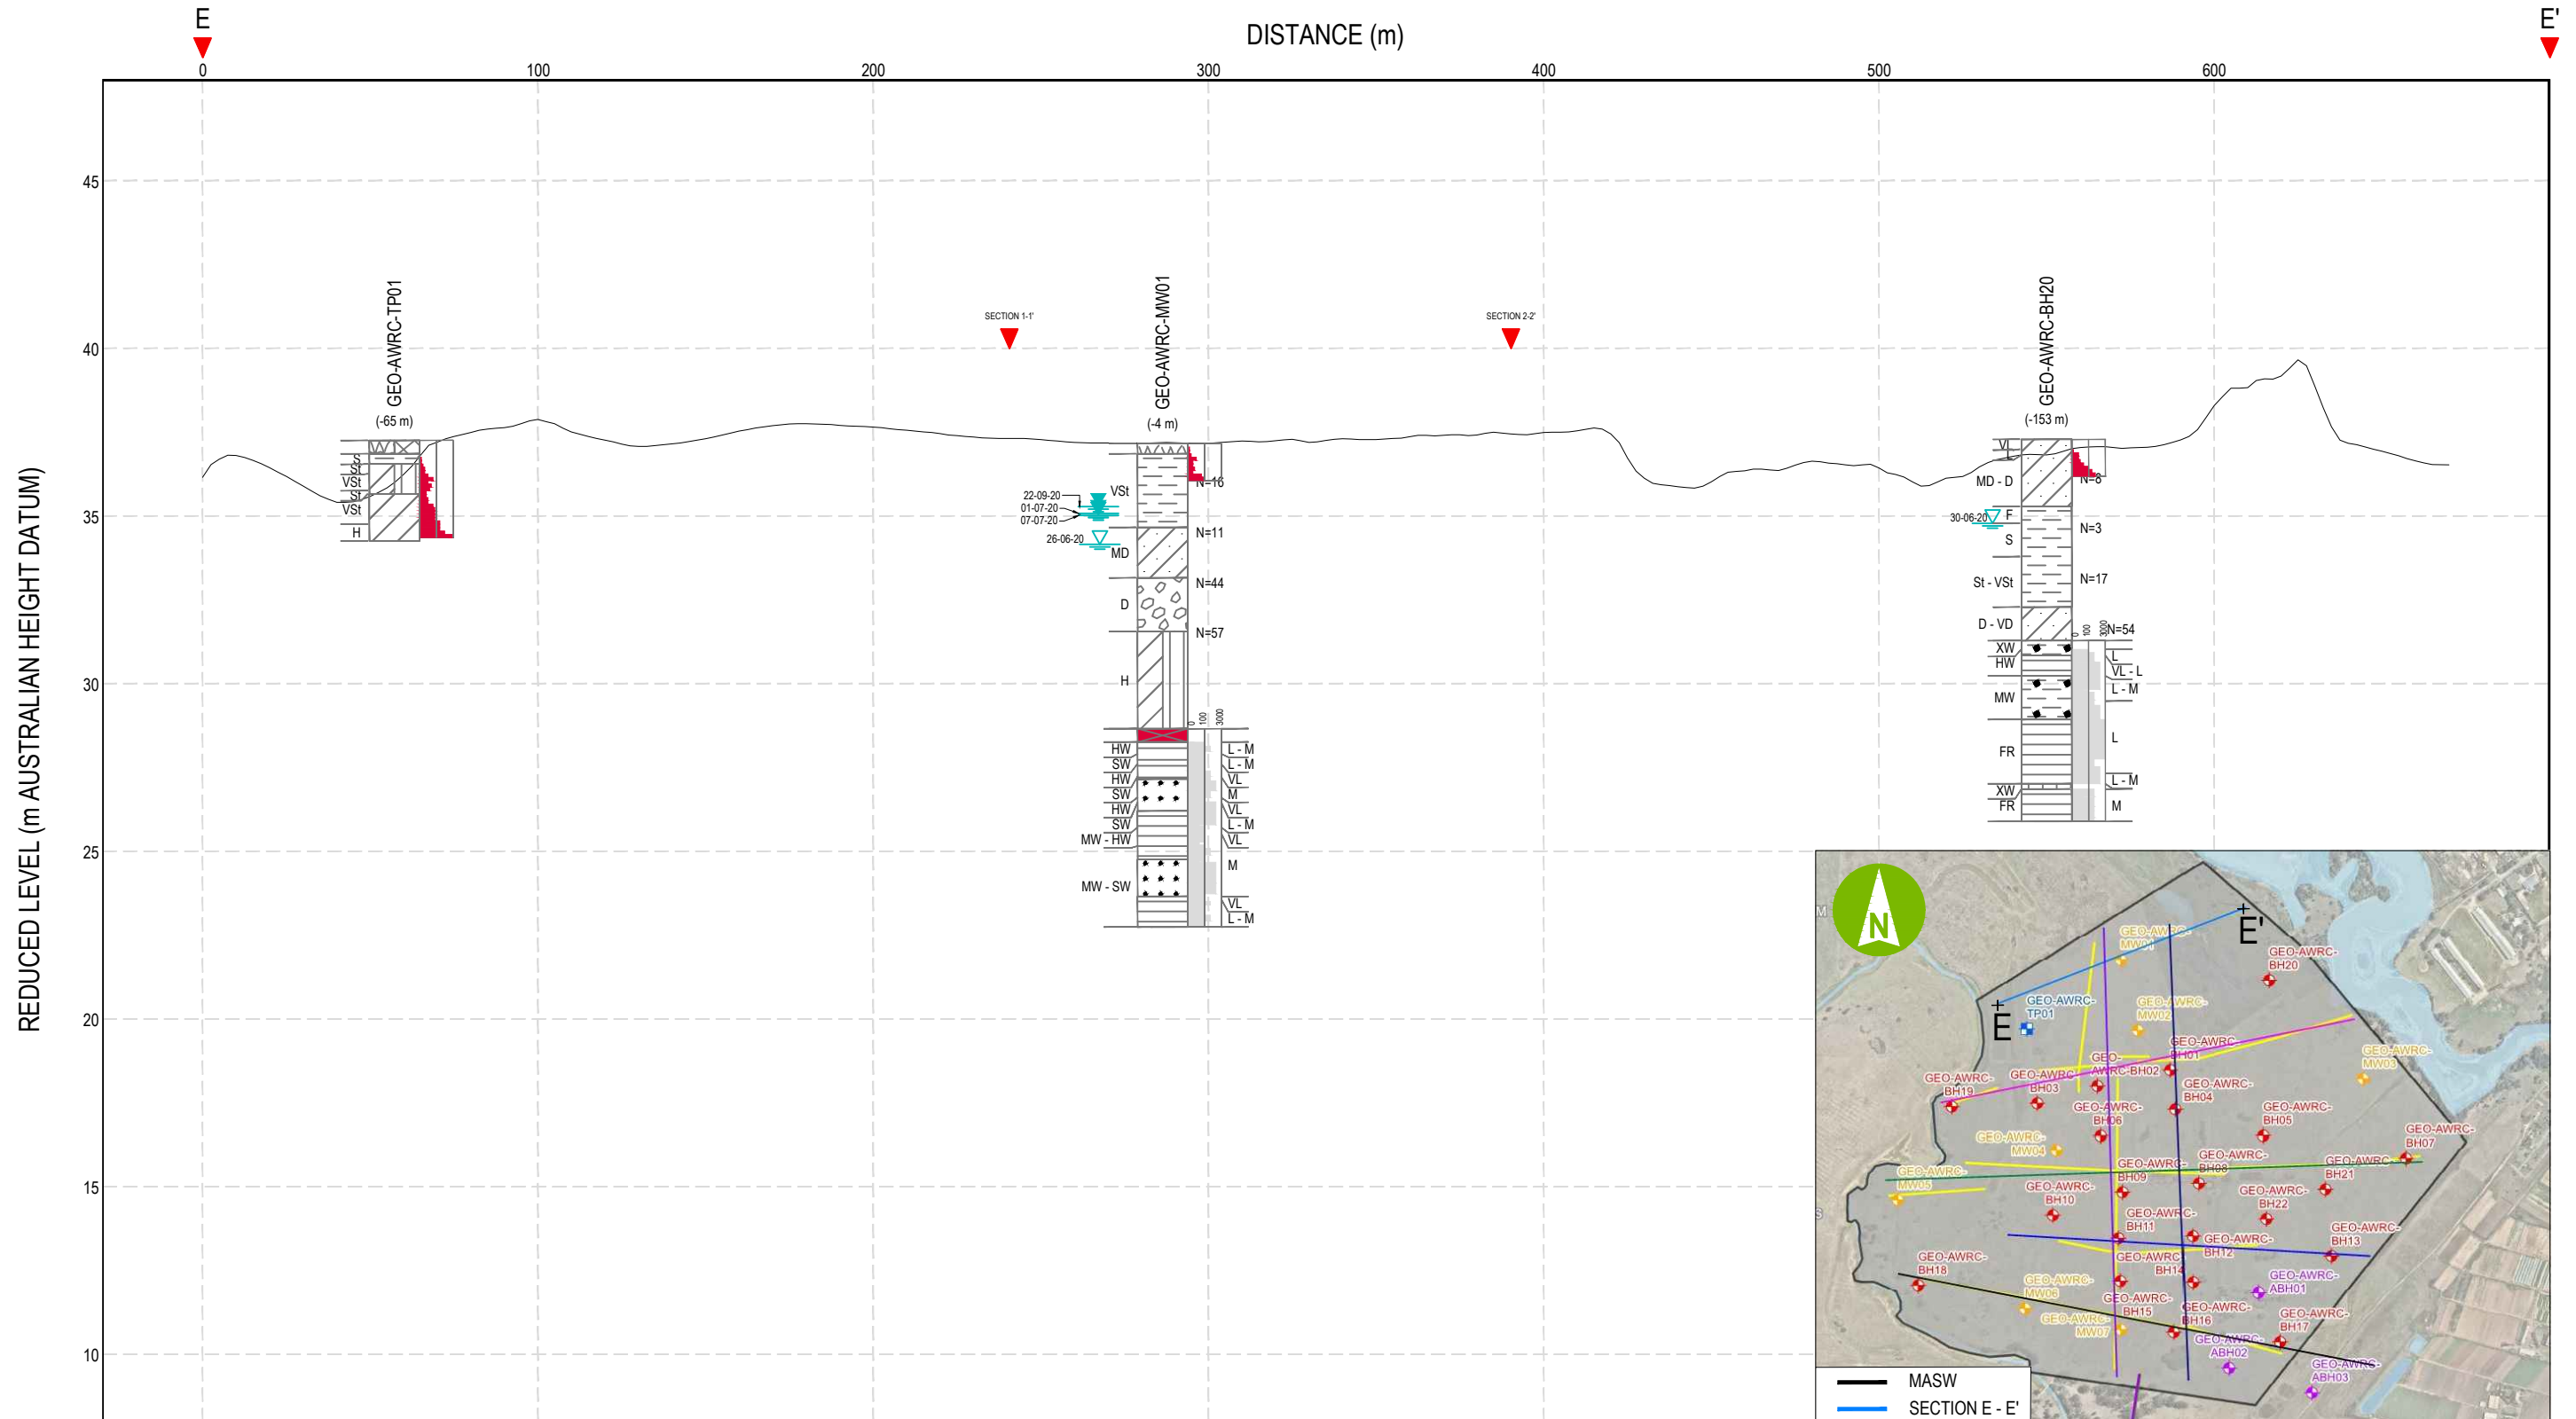 E
DISTANCE (m)
E'
0
100
200
300
400
500
600
REDUCED LEVEL (m AUSTRALIAN HEIGHT DATUM)
45
40
35
30
25
20
15
10
GEO-AWRC-TP01
(-65 m)
S
St
VSt
St
VSt
H
SECTION 1-1'
GEO-AWRC-MW01
(-4 m)
22-09-20
01-07-20
07-07-20
26-06-20
VSt
MD
D
H
N=16
N=11
N=44
N=57
0
100
3000
HW
SW
HW
SW
HW
SW
MW - HW
MW - SW
L - M
L - M
VL
M
VL
L - M
VL
M
VL
L - M
SECTION 2-2'
GEO-AWRC-BH20
(-153 m)
VL
L
MD - D
30-06-20
F
S
St - VSt
D - VD
N=8
N=3
N=17
N=54
0
100
3000
XW
HW
MW
FR
XW
FR
L
VL - L
L - M
L
L - M
M
N
M
S
E'
E
GEO-AWRC-
MW01
GEO-AWRC-
BH20
GEO-AWRC-
TP01
GEO-AWRC-
MW02
GEO-AWRC-
BH01
GEO-AWRC-
MW03
GEO-
AWRC-BH02
GEO-AWRC-
BH19
GEO-AWRC-
BH03
GEO-AWRC-
BH04
GEO-AWRC-
BH06
GEO-AWRC-
BH05
GEO-AWRC-
BH07
GEO-AWRC-
MW04
GEO-AWRC-
MW05
GEO-AWRC-
BH09
GEO-AWRC-
BH08
GEO-AWRC-
BH21
GEO-AWRC-
BH10
GEO-AWRC-
BH22
GEO-AWRC-
BH11
GEO-AWRC-
BH12
GEO-AWRC-
BH13
GEO-AWRC-
BH18
GEO-AWRC-
BH14
GEO-AWRC-
ABH01
GEO-AWRC-
MW06
GEO-AWRC-
BH15
GEO-AWRC-
BH16
GEO-AWRC-
BH17
GEO-AWRC-
MW07
GEO-AWRC-
ABH02
GEO-AWRC-
ABH03
MASW
SECTION E - E'